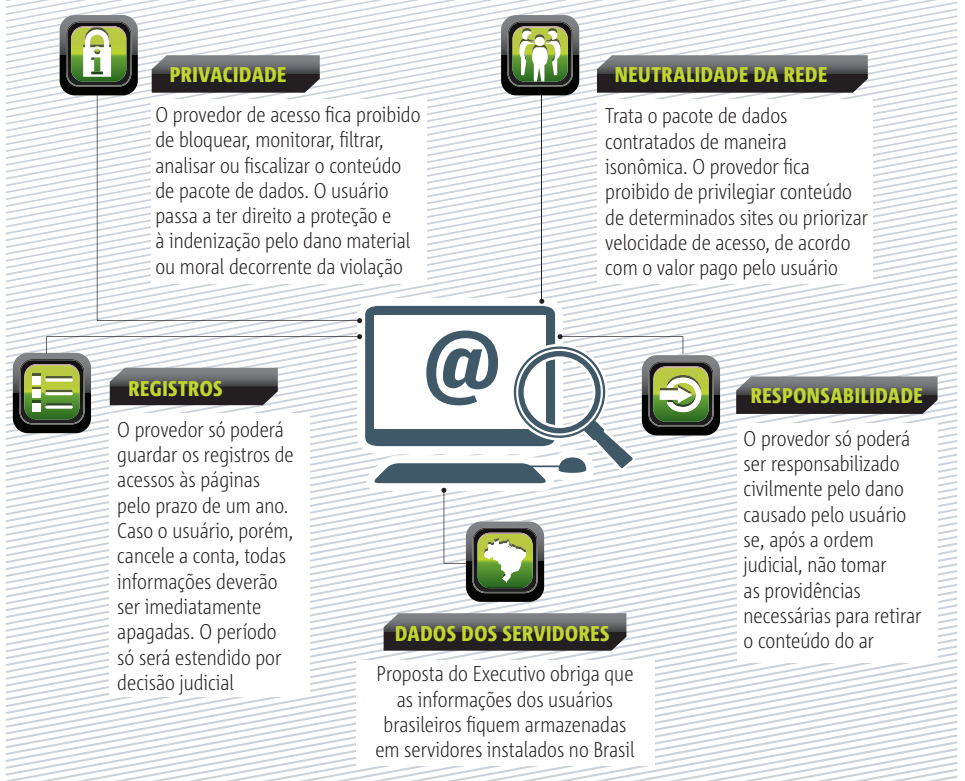 PRIVACIDADE
O provedor de acesso fica proibido
de bloquear, monitorar, filtrar,
analisar ou fiscalizar o conteúdo
de pacote de dados. O usuário
passa a ter direito a proteção e
à indenização pelo dano material
ou moral decorrente da violação
NEUTRALIDADE DA REDE
Trata o pacote de dados
contratados de maneira
isonômica. O provedor fica
proibido de privilegiar conteúdo
de determinados sites ou priorizar
velocidade de acesso, de acordo
com o valor pago pelo usuário
@
REGISTROS
O provedor só poderá
guardar os registros de
acessos às páginas
pelo prazo de um ano.
Caso o usuário, porém,
cancele a conta, todas
informações deverão
ser imediatamente
apagadas. O período
só será estendido por
decisão judicial
RESPONSABILIDADE
O provedor só poderá
ser responsabilizado
civilmente pelo dano
causado pelo usuário
se, após a ordem
judicial, não tomar
as providências
necessárias para retirar
o conteúdo do ar
DADOS DOS SERVIDORES
Proposta do Executivo obriga que
as informações dos usuários
brasileiros fiquem armazenadas
em servidores instalados no Brasil